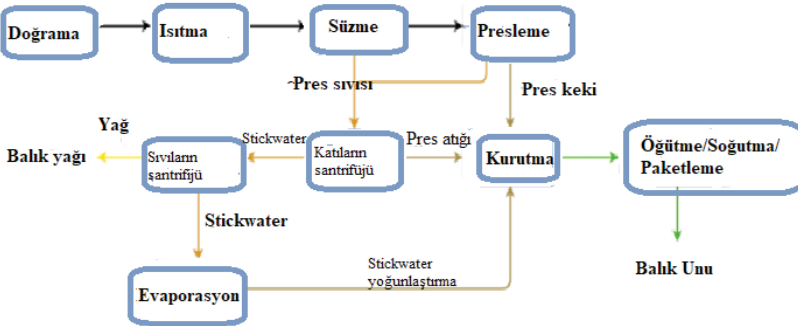 Doğrama
Isıtma
Süzme
Presleme
Pres sıvısı
Pres keki
Yağ
Balık yağı
Sıvıların
santrifijü
Stickwater
Katıların
santrifüjü
Pres atığı
Kurutma
Öğütme/Soğutma/
Paketleme
Stickwater
Evaporasyon
Stickwater
yoğunlaştırma
Balık Unu